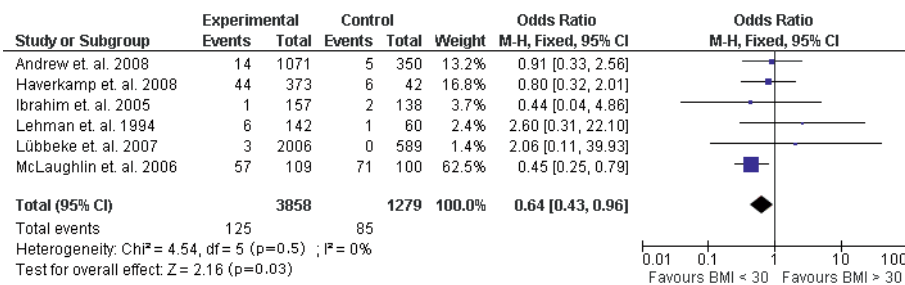 Experimental Control Odds Ratio Odds Ratio
Study or Subgroup Events Total Events Total Weight M-H, Fixed, 95% CI M-H, Fixed, 95% CI
Andrew et. al. 2008 14 1071 5 350 13.2% 0.91 [0.33, 2.56]
Haverkamp et. al. 2008 44 373 6 42 16.8% 0.80 [0.32, 2.01]
Ibrahim et. al. 2005 1 157 2 138 3.7% 0.44 [0.04, 4.86]
Lehman et. al. 1994 6 142 1 60 2.4% 2.60 [0.31, 22.10]
Lübbeke et. al. 2007 3 2006 0 589 1.4% 2.06 [0.11, 39.93]
McLaughlin et. al. 2006 57 109 71 100 62.5% 0.45 [0.25, 0.79]
Total (95% CI) 3858 1279 100.0% 0.64 [0.43, 0.96]
Total events 125 85
Heterogeneity: Chi² = 4.54, df = 5 (p=0.5) ; I² = 0%
Test for overall effect: Z = 2.16 (p=0.03)
0.01 0.1 1 10 100
Favours BMI < 30 Favours BMI > 30